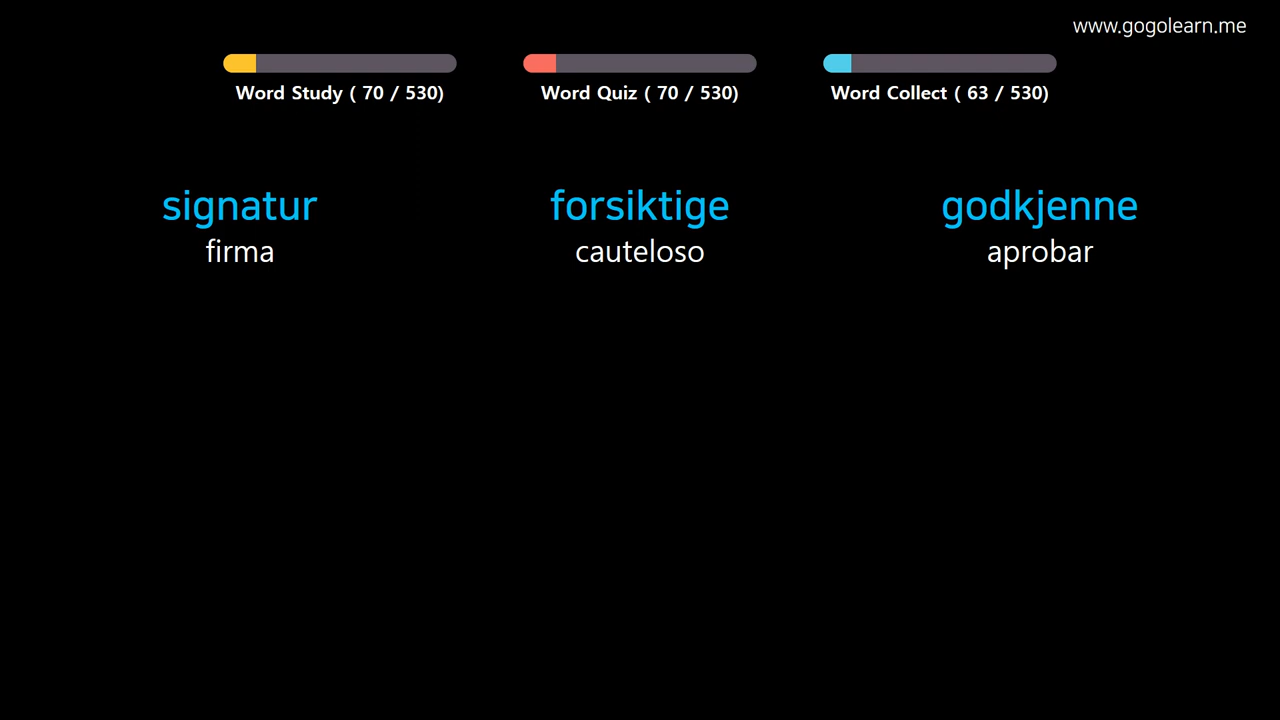 www.gogolearn.me
Word Study ( 70 / 530)
Word Quiz ( 70 / 530)
Word Collect ( 63 / 530)
signatur
firma
forsiktige
cauteloso
godkjenne
aprobar